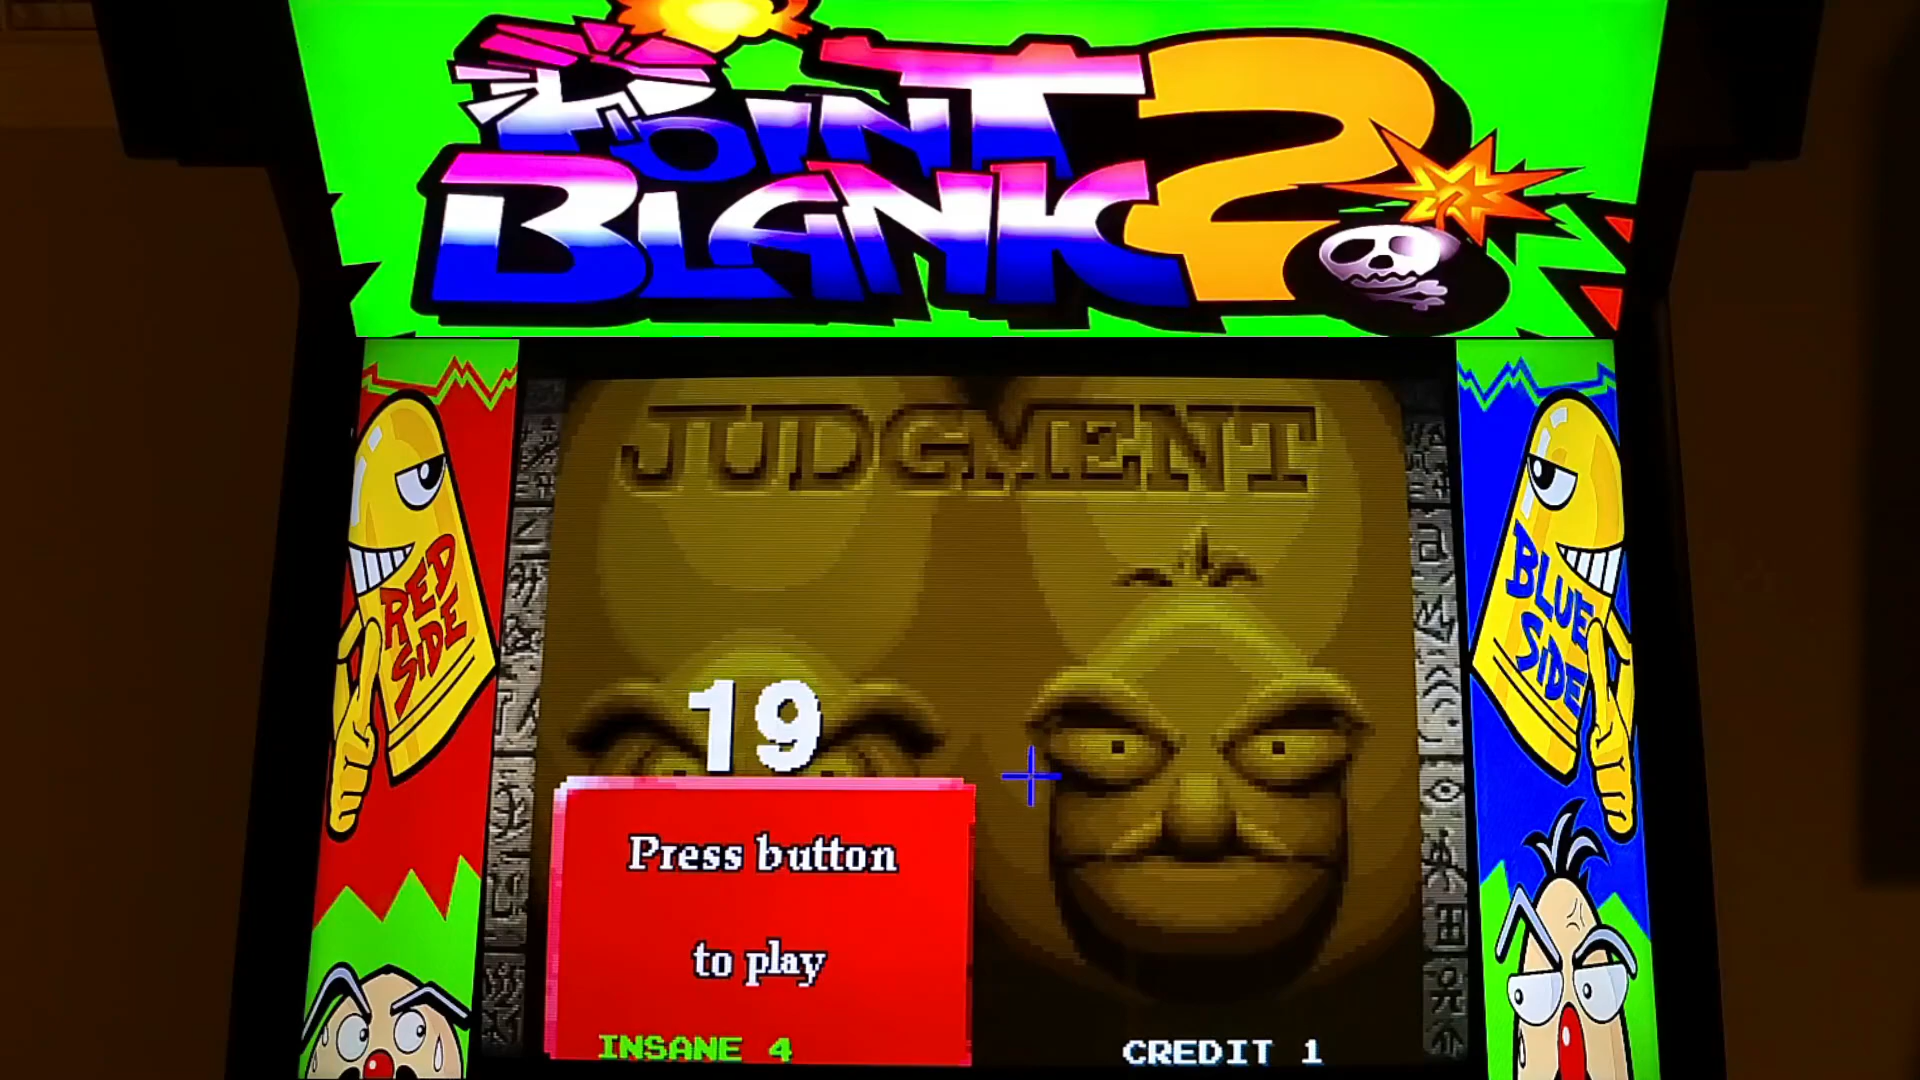 POINT
BLANK 2
JUDGMENT
RED
SIDE
BLUE
SIDE
19
Press button
to play
INSANE 4
CREDIT 1